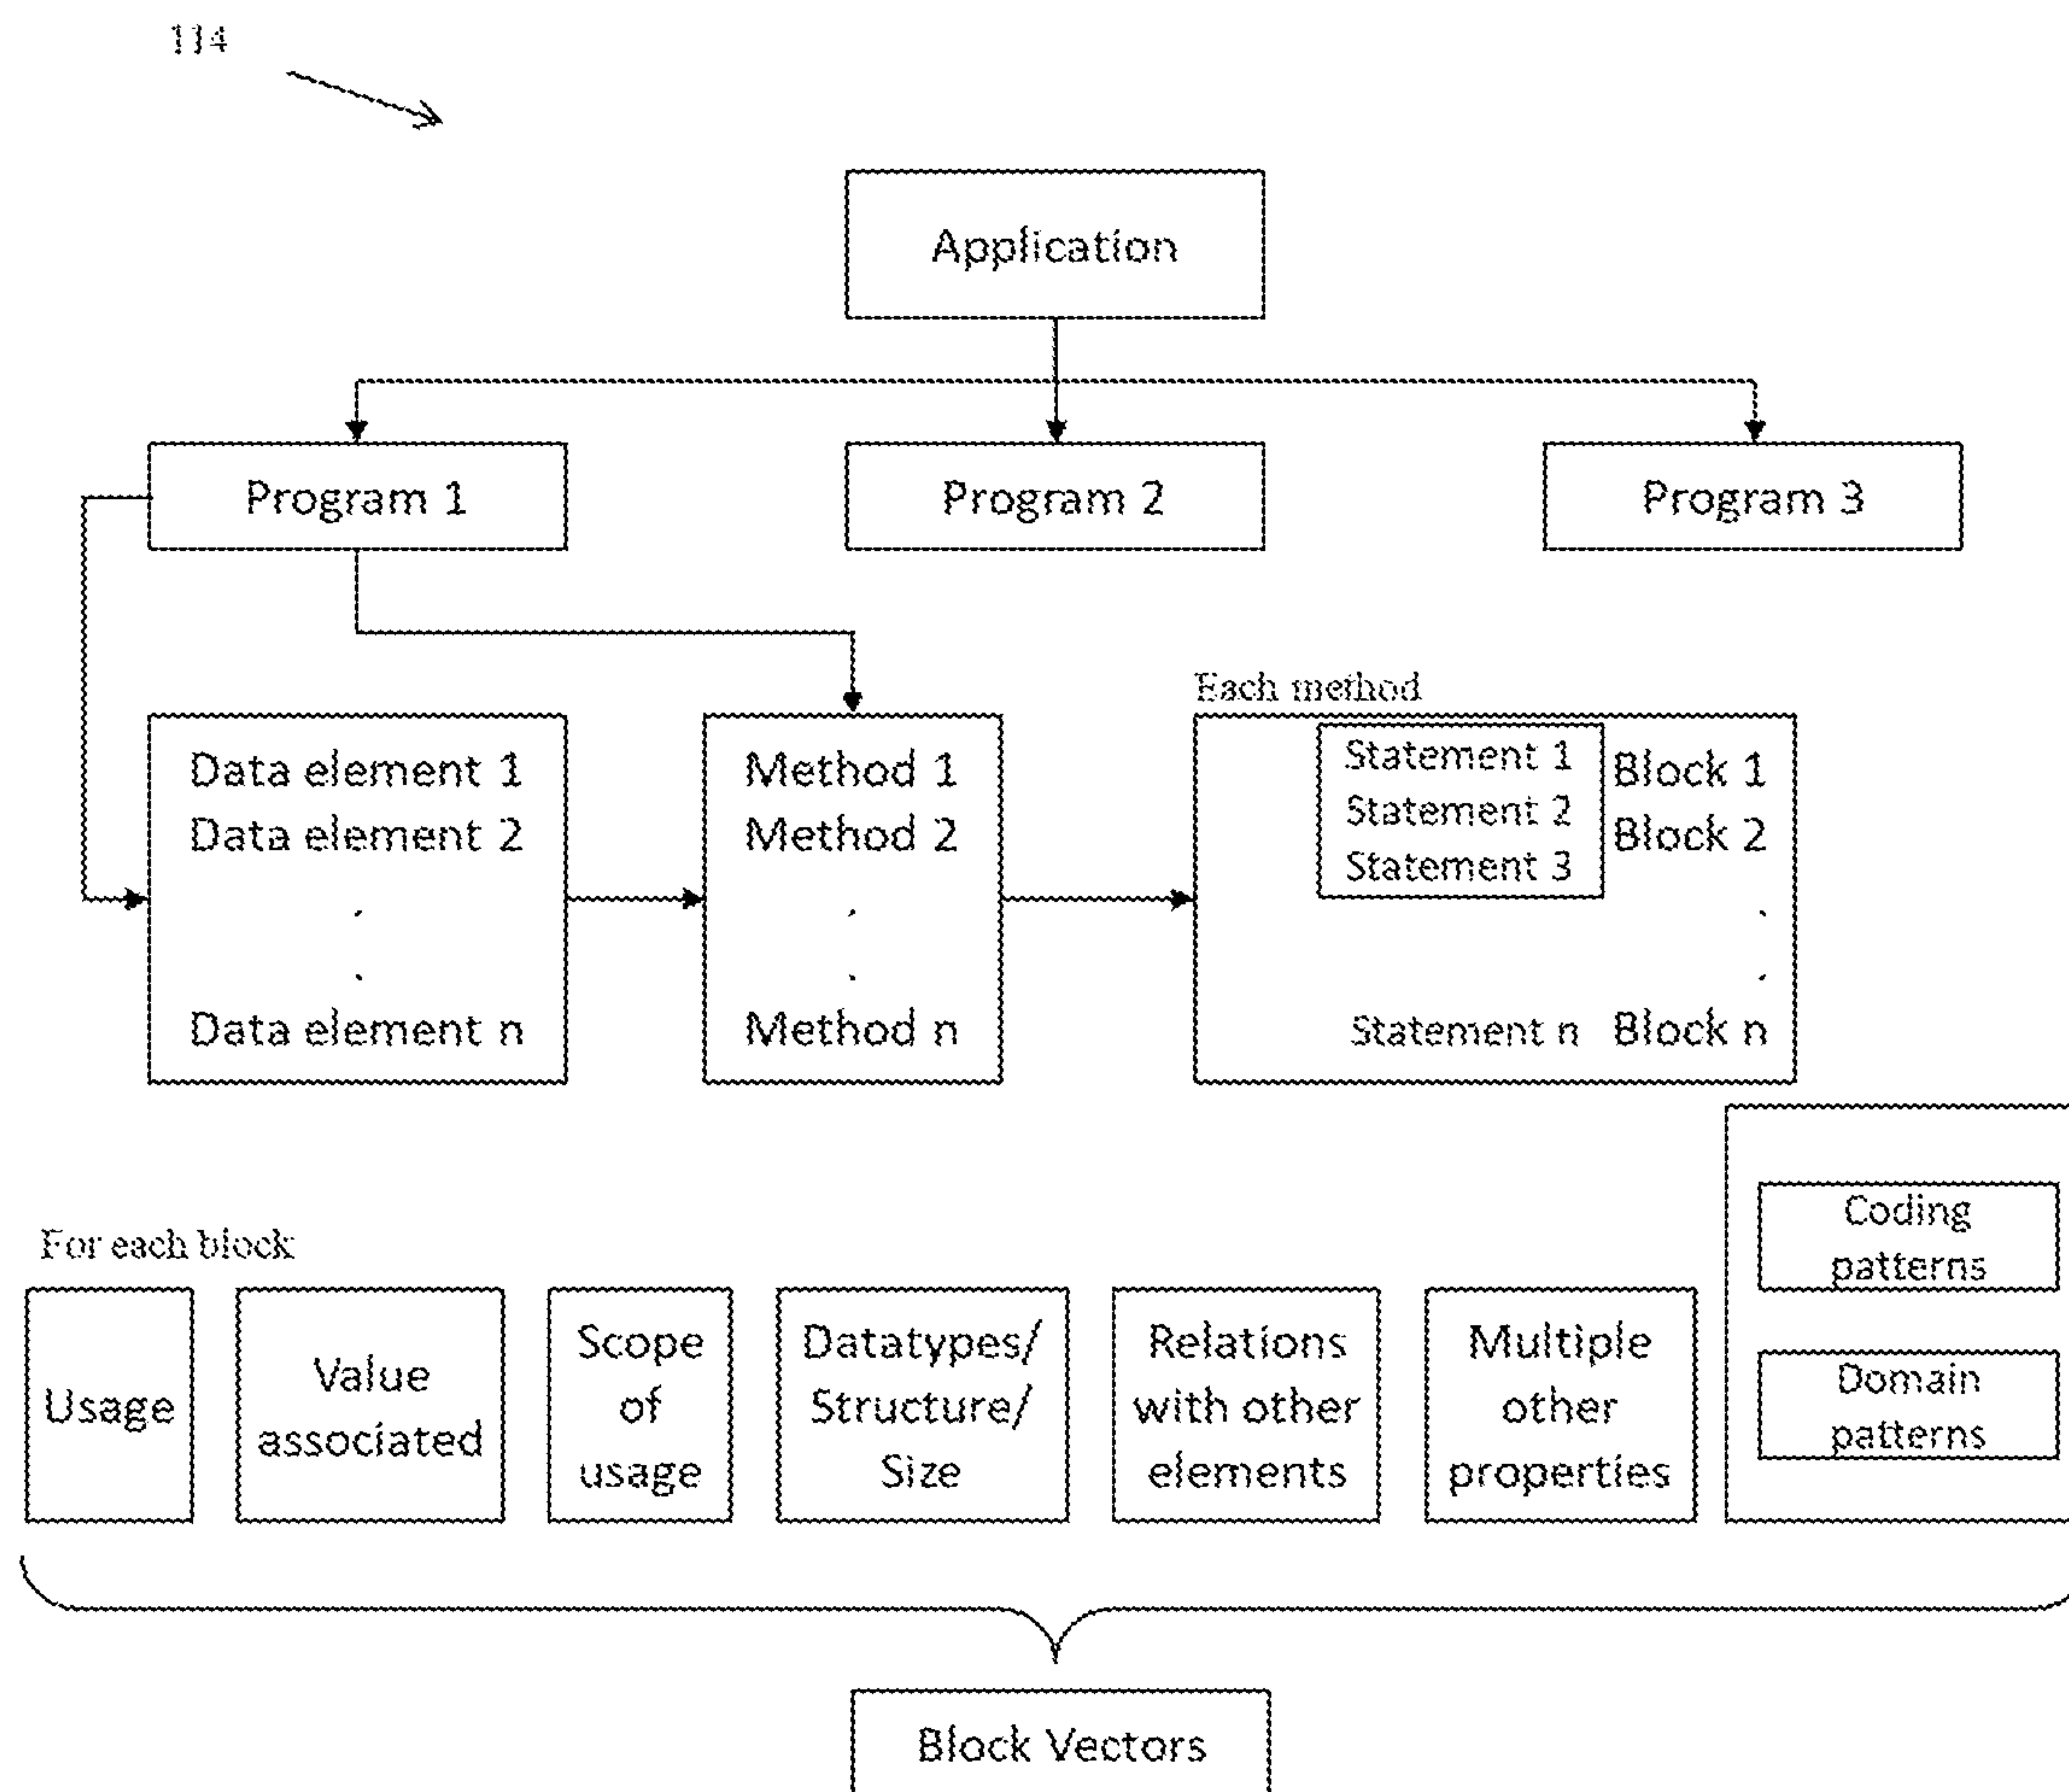 114
Application
Program 1
Program 2
Program 3
Data element 1
Data element 2
.
.
Data element n
Method 1
Method 2
.
.
Method n
Each method
Statement 1
Statement 2
Statement 3
Statement n
Block 1
Block 2
.
.
Block n
For each block
Usage
Value
associated
Scope
of
usage
Datatypes/
Structure/
Size
Relations
with other
elements
Multiple
other
properties
Coding
patterns
Domain
patterns
Block Vectors